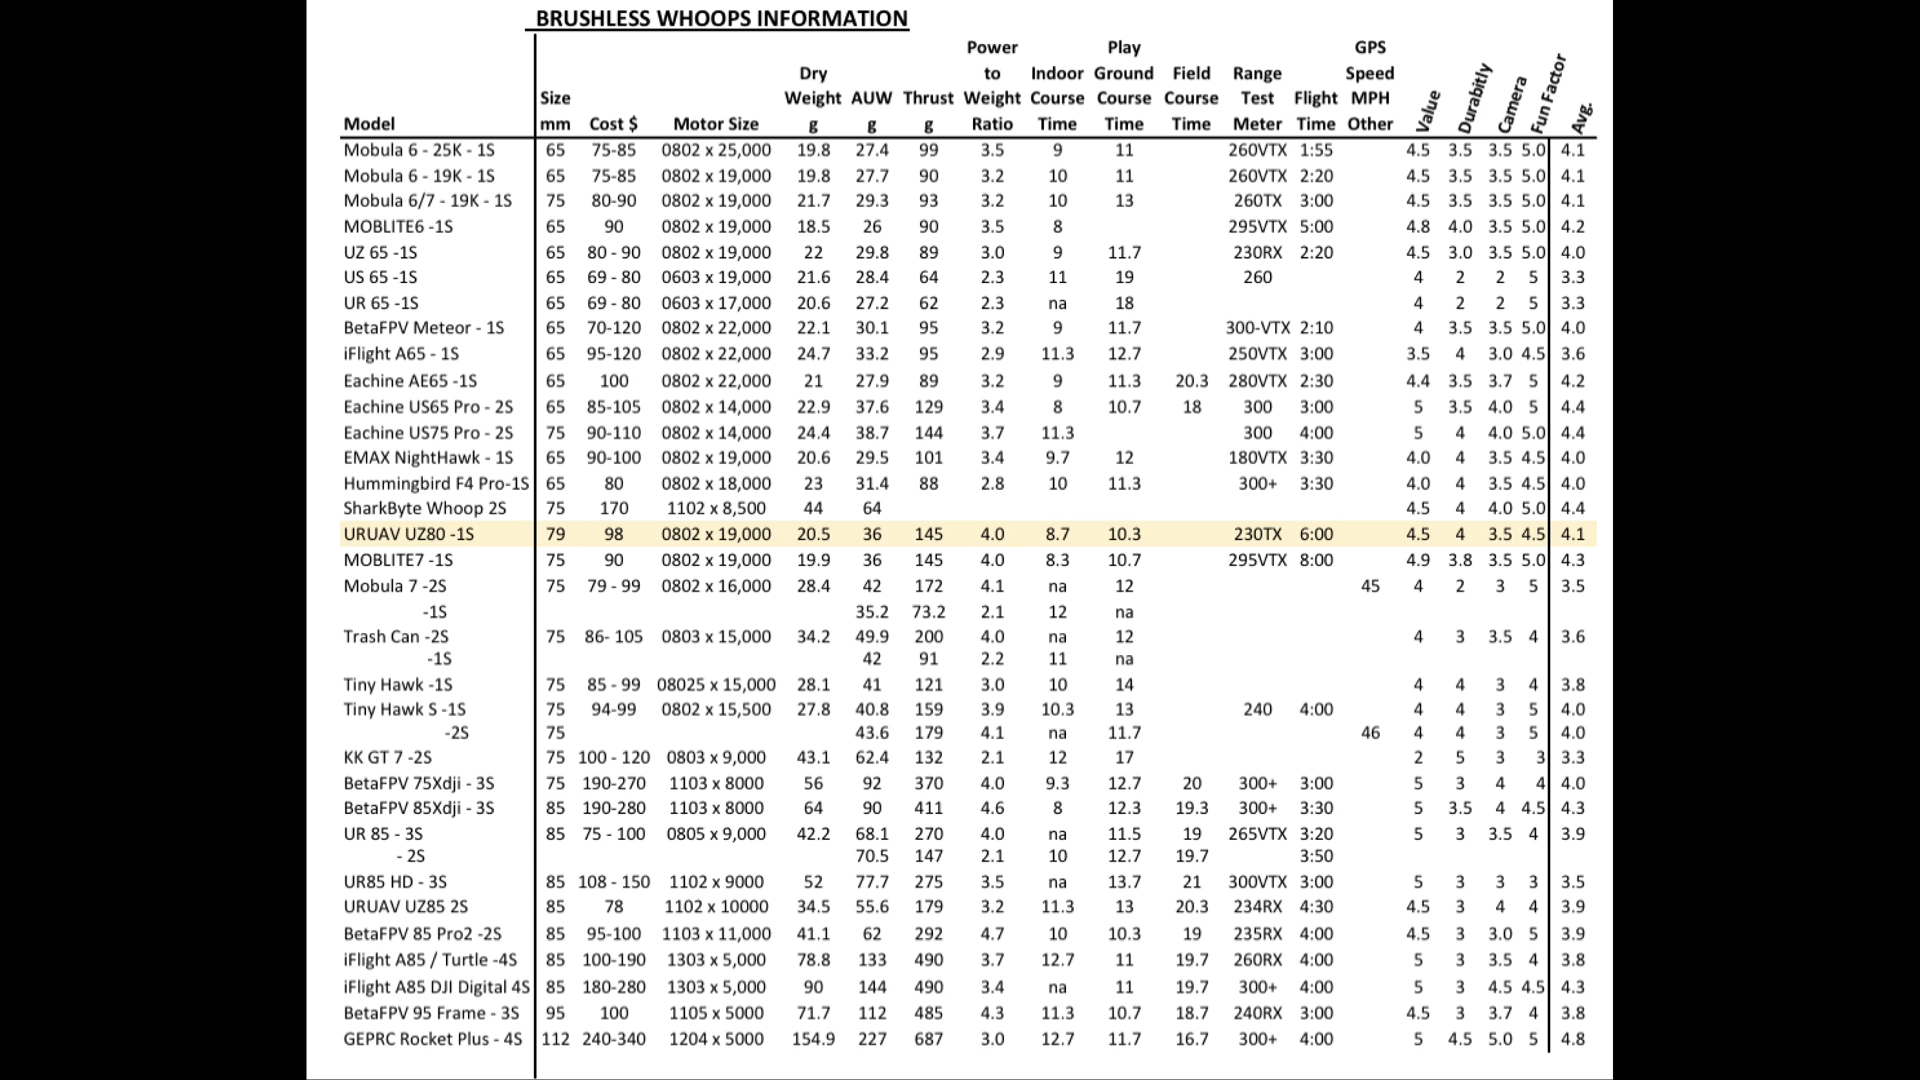 BRUSHLESS WHOOPS INFORMATION
Power Play GPS
Dry to Indoor Ground Field Range Speed
Size Weight AUW Thrust Weight Course Course Course Test Flight MPH
Model mm Cost $ Motor Size g g g Ratio Time Time Time Meter Time Other Value Durabitly Camera Fun Factor Avg.
Mobula 6 - 25K - 1S 65 75-85 0802 x 25,000 19.8 27.4 99 3.5 9 11 260VTX 1:55 4.5 3.5 3.5 5.0 4.1
Mobula 6 - 19K - 1S 65 75-85 0802 x 19,000 19.8 27.7 90 3.2 10 11 260VTX 2:20 4.5 3.5 3.5 5.0 4.1
Mobula 6/7 - 19K - 1S 75 80-90 0802 x 19,000 21.7 29.3 93 3.2 10 13 260TX 3:00 4.5 3.5 3.5 5.0 4.1
MOBLITE6 -1S 65 90 0802 x 19,000 18.5 26 90 3.5 8 295VTX 5:00 4.8 4.0 3.5 5.0 4.2
UZ 65 -1S 65 80 - 90 0802 x 19,000 22 29.8 89 3.0 9 11.7 230RX 2:20 4.5 3.0 3.5 5.0 4.0
US 65 -1S 65 69 - 80 0603 x 19,000 21.6 28.4 64 2.3 11 19 260 4 2 2 5 3.3
UR 65 -1S 65 69 - 80 0603 x 17,000 20.6 27.2 62 2.3 na 18 4 2 2 5 3.3
BetaFPV Meteor - 1S 65 70-120 0802 x 22,000 22.1 30.1 95 3.2 9 11.7 300-VTX 2:10 4 3.5 3.5 5.0 4.0
iFlight A65 - 1S 65 95-120 0802 x 22,000 24.7 33.2 95 2.9 11.3 12.7 250VTX 3:00 3.5 4 3.0 4.5 3.6
Eachine AE65 -1S 65 100 0802 x 22,000 21 27.9 89 3.2 9 11.3 20.3 280VTX 2:30 4.4 3.5 3.7 5 4.2
Eachine US65 Pro - 2S 65 85-105 0802 x 14,000 22.9 37.6 129 3.4 8 10.7 18 300 3:00 5 3.5 4.0 5 4.4
Eachine US75 Pro - 2S 75 90-110 0802 x 14,000 24.4 38.7 144 3.7 11.3 300 4:00 5 4 4.0 5.0 4.4
EMAX NightHawk - 1S 65 90-100 0802 x 19,000 20.6 29.5 101 3.4 9.7 12 180VTX 3:30 4.0 4 3.5 4.5 4.0
Hummingbird F4 Pro-1S 65 80 0802 x 18,000 23 31.4 88 2.8 10 11.3 300+ 3:30 4.0 4 3.5 4.5 4.0
SharkByte Whoop 2S 75 170 1102 x 8,500 44 64 4.5 4 4.0 5.0 4.4
URUAV UZ80 -1S 79 98 0802 x 19,000 20.5 36 145 4.0 8.7 10.3 230TX 6:00 4.5 4 3.5 4.5 4.1
MOBLITE7 -1S 75 90 0802 x 19,000 19.9 36 145 4.0 8.3 10.7 295VTX 8:00 4.9 3.8 3.5 5.0 4.3
Mobula 7 -2S 75 79 - 99 0802 x 16,000 28.4 42 172 4.1 na 12 45 4 2 3 5 3.5
-1S 35.2 73.2 2.1 12 na
Trash Can -2S 75 86- 105 0803 x 15,000 34.2 49.9 200 4.0 na 12 4 3 3.5 4 3.6
-1S 42 91 2.2 11 na
Tiny Hawk -1S 75 85 - 99 08025 x 15,000 28.1 41 121 3.0 10 14 4 4 3 4 3.8
Tiny Hawk S -1S 75 94-99 0802 x 15,500 27.8 40.8 159 3.9 10.3 13 240 4:00 4 4 3 5 4.0
-2S 75 43.6 179 4.1 na 11.7 46 4 4 3 5 4.0
KK GT 7 -2S 75 100 - 120 0803 x 9,000 43.1 62.4 132 2.1 12 17 2 5 3 3 3.3
BetaFPV 75Xdji - 3S 75 190-270 1103 x 8000 56 92 370 4.0 9.3 12.7 20 300+ 3:00 5 3 4 4 4.0
BetaFPV 85Xdji - 3S 85 190-280 1103 x 8000 64 90 411 4.6 8 12.3 19.3 300+ 3:30 5 3.5 4 4.5 4.3
UR 85 - 3S 85 75 - 100 0805 x 9,000 42.2 68.1 270 4.0 na 11.5 19 265VTX 3:20 5 3 3.5 4 3.9
- 2S 70.5 147 2.1 10 12.7 19.7 3:50
UR85 HD - 3S 85 108 - 150 1102 x 9000 52 77.7 275 3.5 na 13.7 21 300VTX 3:00 5 3 3 3 3.5
URUAV UZ85 2S 85 78 1102 x 10000 34.5 55.6 179 3.2 11.3 13 20.3 234RX 4:30 4.5 3 4 4 3.9
BetaFPV 85 Pro2 -2S 85 95-100 1103 x 11,000 41.1 62 292 4.7 10 10.3 19 235RX 4:00 4.5 3 3.0 5 3.9
iFlight A85 / Turtle -4S 85 100-190 1303 x 5,000 78.8 133 490 3.7 12.7 11 19.7 260RX 4:00 5 3 3.5 4 3.8
iFlight A85 DJI Digital 4S 85 180-280 1303 x 5,000 90 144 490 3.4 na 11 19.7 300+ 4:00 5 3 4.5 4.5 4.3
BetaFPV 95 Frame - 3S 95 100 1105 x 5000 71.7 112 485 4.3 11.3 10.7 18.7 240RX 3:00 4.5 3 3.7 4 3.8
GEPRC Rocket Plus - 4S 112 240-340 1204 x 5000 154.9 227 687 3.0 12.7 11.7 16.7 300+ 4:00 5 4.5 5.0 5 4.8